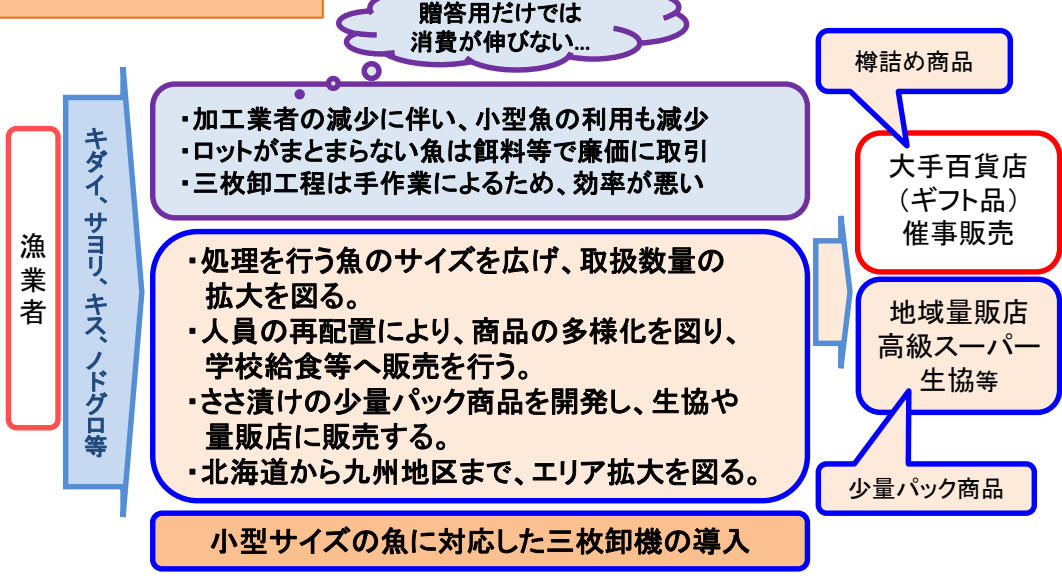 贈答用だけでは
消費が伸びない…
樽詰め商品
・加工業者の減少に伴い、小型魚の利用も減少
・ロットがまとまらない魚は餌料等で廉価に取引
・三枚卸工程は手作業によるため、効率が悪い
漁業者
キダイ、サヨリ、キス、ノドグロ等
大手百貨店
（ギフト品）
催事販売
・処理を行う魚のサイズを広げ、取扱数量の
拡大を図る。
・人員の再配置により、商品の多様化を図り、
学校給食等へ販売を行う。
・ささ漬けの少量パック商品を開発し、生協や
量販店に販売する。
・北海道から九州地区まで、エリア拡大を図る。
地域量販店
高級スーパー
生協等
少量パック商品
小型サイズの魚に対応した三枚卸機の導入